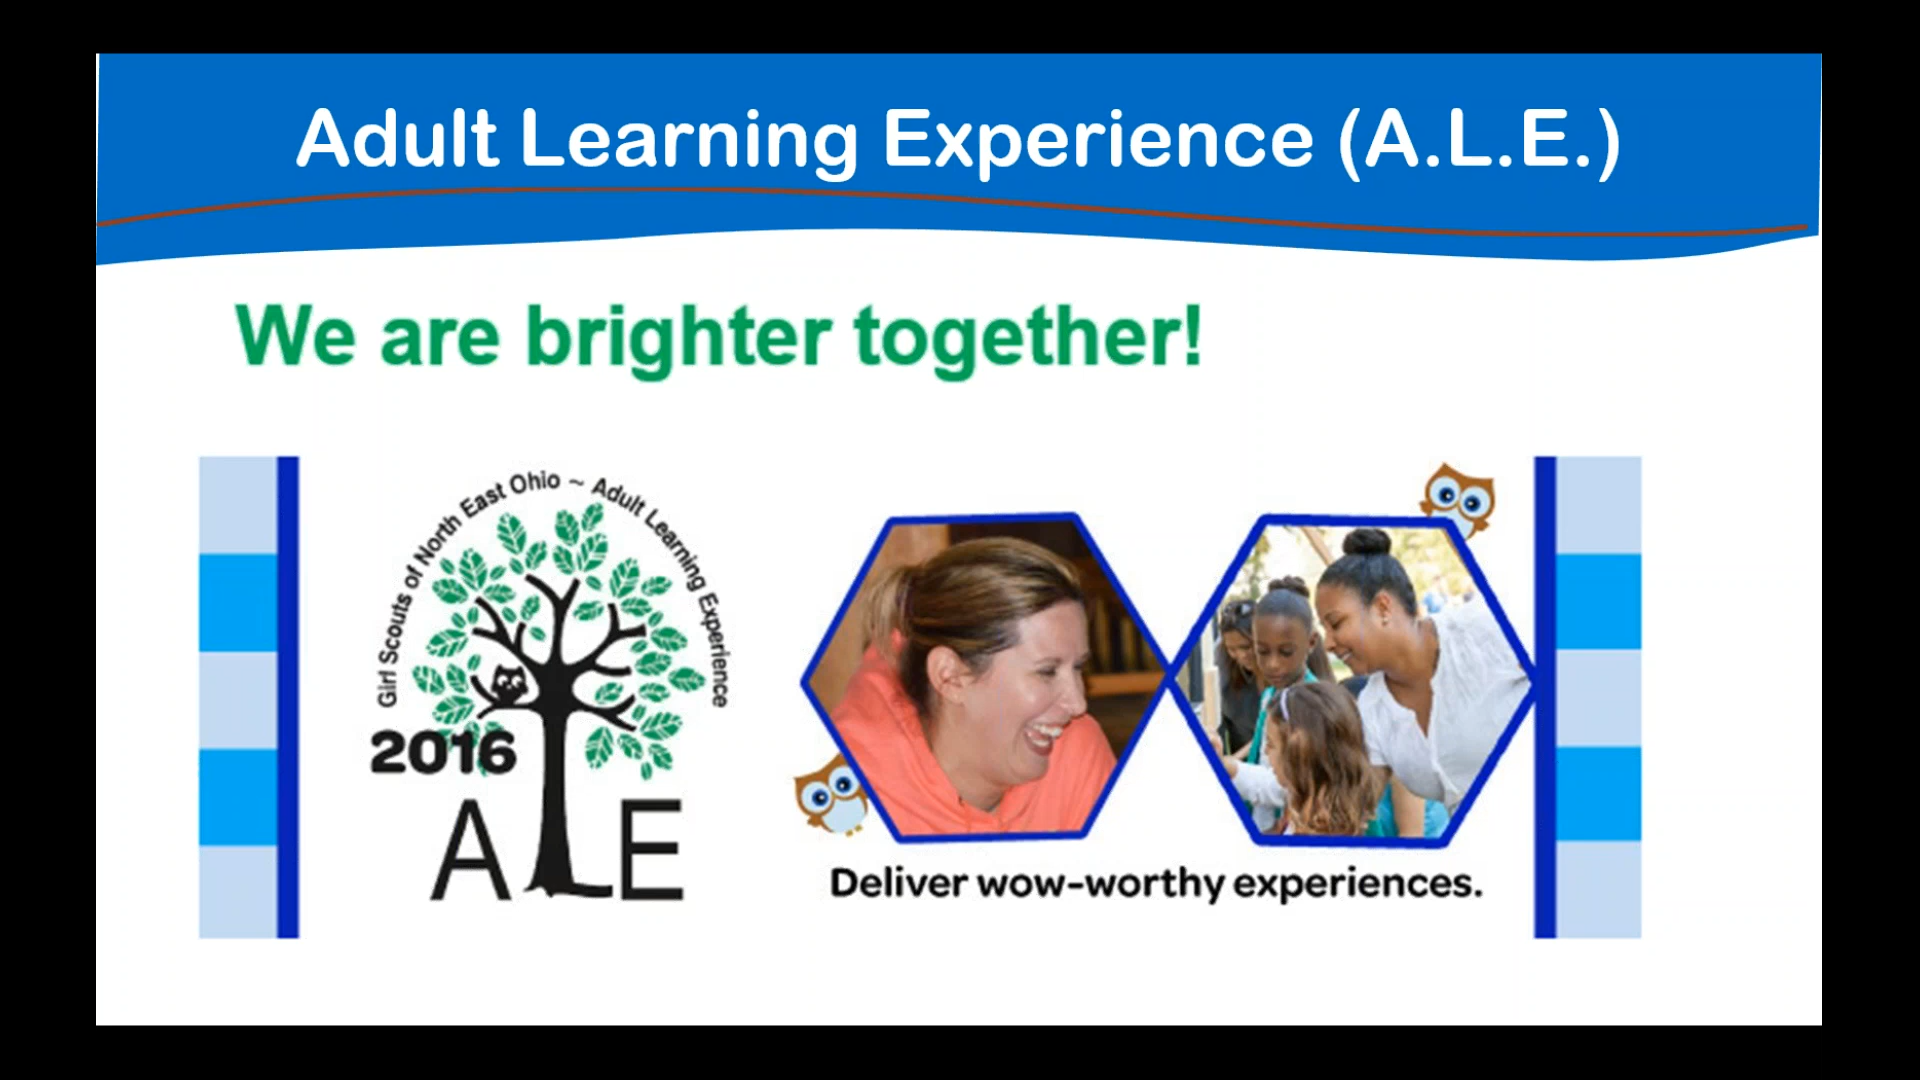 Adult Learning Experience (A.L.E.)
We are brighter together!
Girl Scouts of North East Ohio ~ Adult Learning Experience
2016
ALE
Deliver wow-worthy experiences.